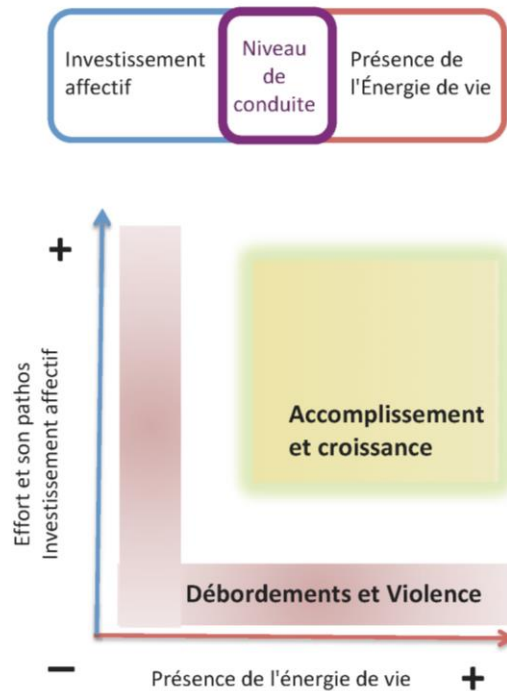 Investissement
affectif
Niveau
de
conduite
Présence de
l'Énergie de vie
+
Effort et son pathos
Investissement affectif
Accomplissement
et croissance
Débordements et Violence
− Présence de l'énergie de vie +